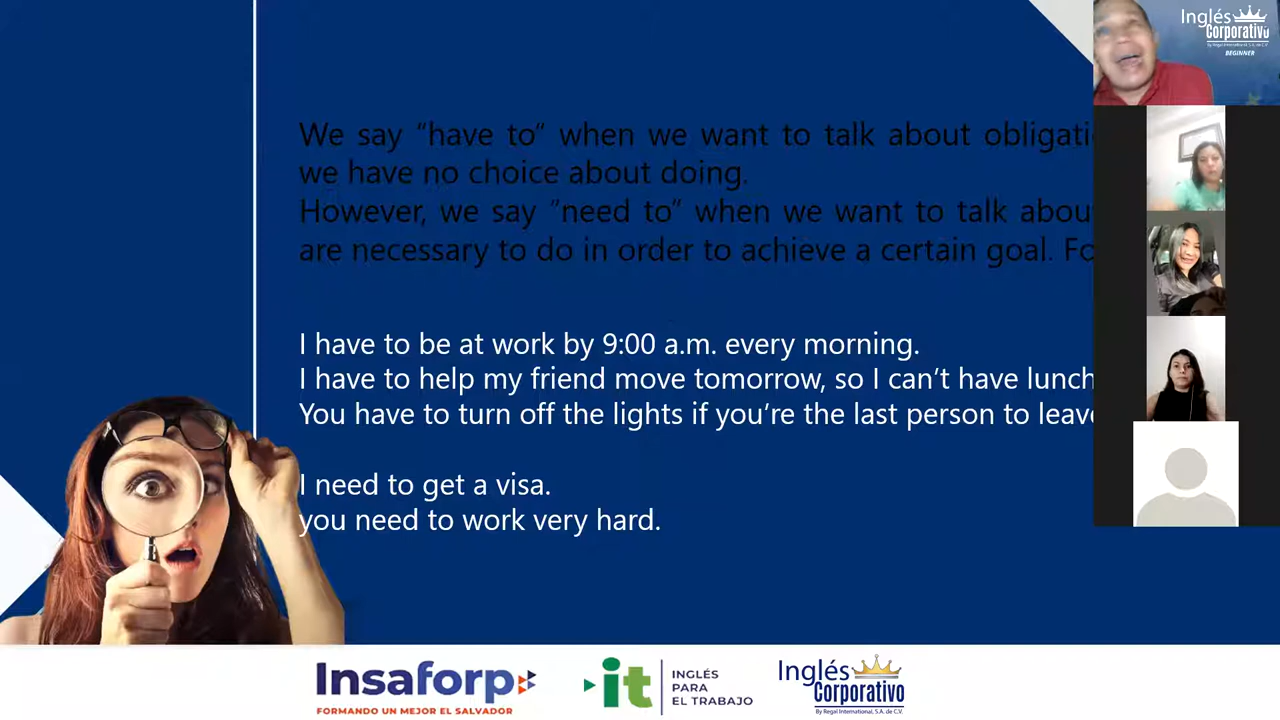 We say “have to” when we want to talk about
we have no choice about doing.
However, we say “need to” when we want to talk
are necessary to do in order to achieve a certain goal.
I have to be at work by 9:00 a.m. every morning.
I have to help my friend move tomorrow, so I can’t have lunch
You have to turn off the lights if you’re the last person to
I need to get a visa.
you need to work very hard.
Inglés
Corporativo
By Regal International, S.A. de C.V.
BEGINNER
Insaforp
FORMANDO UN MEJOR EL SALVADOR
it
INGLÉS
PARA
EL TRABAJO
Inglés
Corporativo
By Regal International, S.A. de C.V.